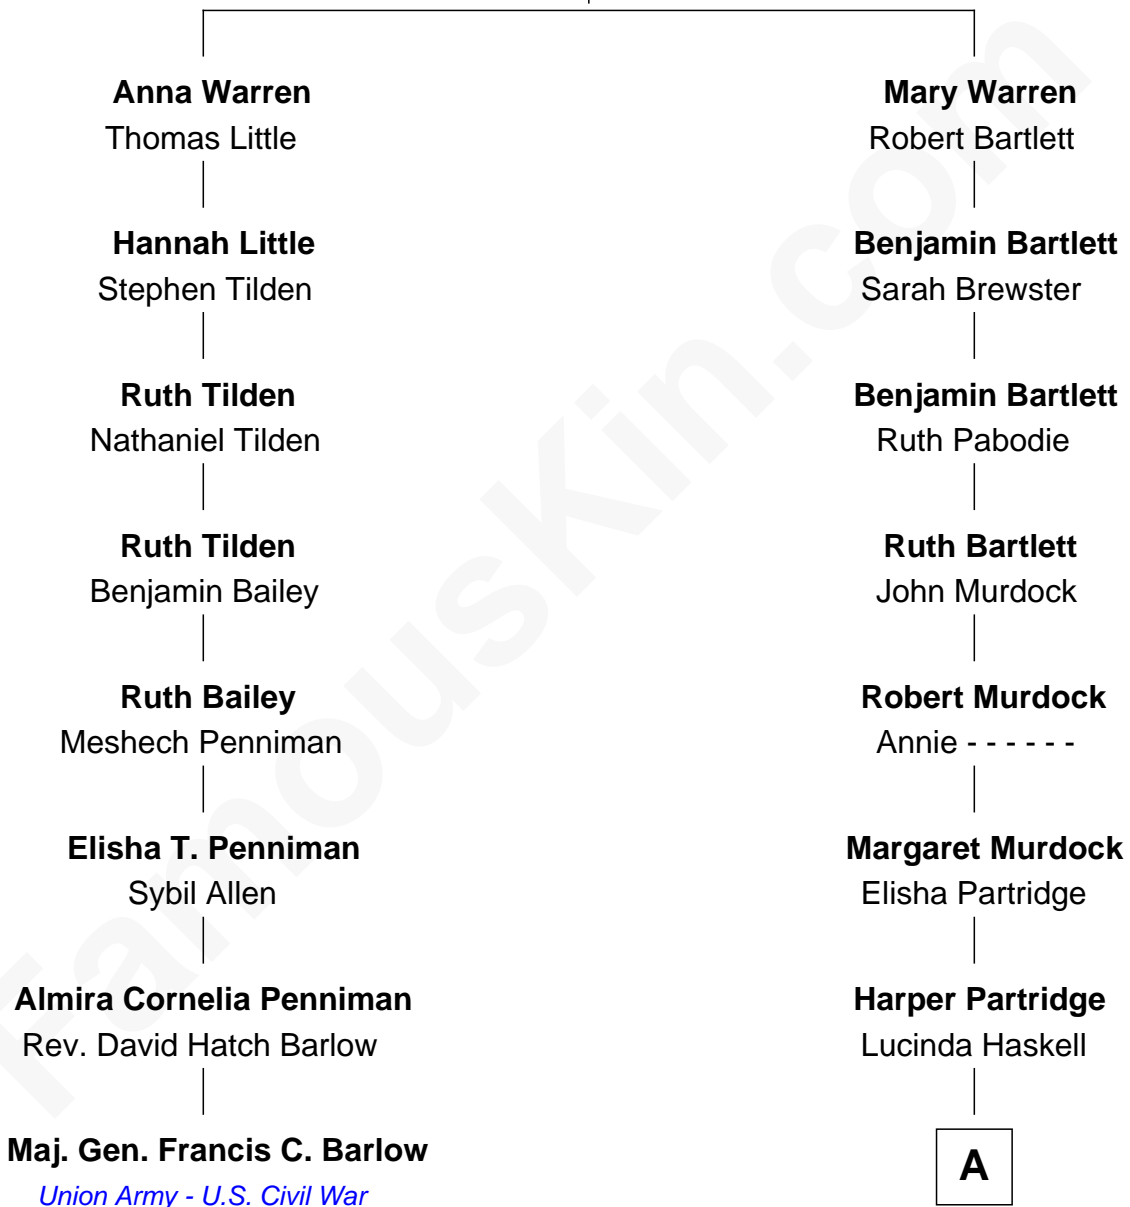 Anna Warren
Thomas Little
Hannah Little
Stephen Tilden
Ruth Tilden
Nathaniel Tilden
Ruth Tilden
Benjamin Bailey
Ruth Bailey
Meshech Penniman
Elisha T. Penniman
Sybil Allen
Almira Cornelia Penniman
Rev. David Hatch Barlow
Maj. Gen. Francis C. Barlow
Union Army - U.S. Civil War
Mary Warren
Robert Bartlett
Benjamin Bartlett
Sarah Brewster
Benjamin Bartlett
Ruth Pabodie
Ruth Bartlett
John Murdock
Robert Murdock
Annie - - - - - -
Margaret Murdock
Elisha Partridge
Harper Partridge
Lucinda Haskell
A
FamousKin.com